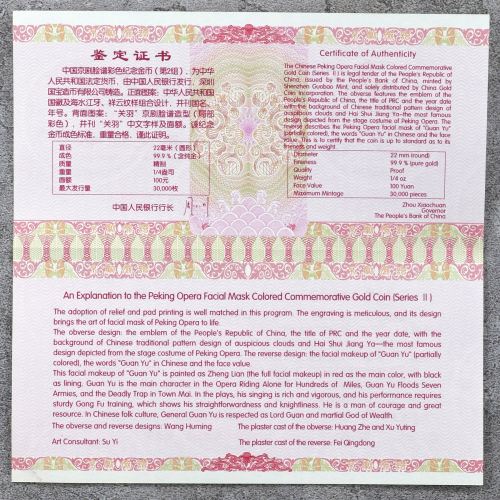 鉴定证书
中国京剧脸谱彩色纪念金币(第2组),为中华
人民共和国法定货币,由中国人民银行发行,深圳
国宝造币有限公司铸造。正面图案:中华人民共和国
国徽及海水江牙、祥云纹样组合设计,并刊国名、
年号。背面图案:“关羽”京剧脸谱造型(局部
彩色),并刊“关羽”中文字样及面额。该纪念
金币成色标准,重量合格,谨此证明。
直径 22毫米(圆形)
成色 99.9%(含纯金)
质量 精制
重量 1/4盎司
面额 100元
最大发行量 30,000枚
中国人民银行行长
Certificate of Authenticity
The Chinese Peking Opera Facial Mask Colored Commemorative
Gold Coin (Series II) is legal tender of the People's Republic of
China, issued by the People's Bank of China, minted by
Shenzhen Guobao Mint, and solely distributed by China Gold
Coin Incorporation. The obverse features the emblem of the
People's Republic of China, the title of PRC and the year date
with the background of Chinese traditional pattern design of
auspicious clouds and Hai Shui Jiang Ya-the most famous
design depicted from the stage costume of Peking Opera. The
reverse describes the Peking Opera facial mask of "Guan Yu"
(partially colored), the words "Guan Yu" in Chinese and the face
value. This is to certify that the coin is up to standard as to its
fineness and weight.
Diameter 22 mm (round)
Fineness 99.9% (pure gold)
Quality Proof
Weight 1/4 oz
Face Value 100 Yuan
Maximum Mintage 30,000 pieces
Zhou Xiaochuan
Governor
The People's Bank of China
An Explanation to the Peking Opera Facial Mask Colored Commemorative Gold Coin (Series II)
The adoption of relief and pad printing is well matched in this program. The engraving is meticulous, and its design
brings the art of facial mask of Peking Opera to life.
The obverse design: the emblem of the People's Republic of China, the title of PRC and the year date, with the
background of Chinese traditional pattern design of auspicious clouds and Hai Shui Jiang Ya—the most famous
design depicted from the stage costume of Peking Opera. The reverse design: the facial makeup of "Guan Yu" (partially
colored), the words "Guan Yu" in Chinese and the face value.
This facial makeup of "Guan Yu" is painted as Zheng Lian (the full facial makeup) in red as the main color, with black
as lining. Guan Yu is the main character in the Opera Riding Alone for Hundreds of Miles, Guan Yu Floods Seven
Armies, and the Deadly Trap in Town Mai. In the plays, his singing is rich and vigorous, and his performance requires
sturdy Gong Fu training, which shows his straightforwardness and knightliness. He is a man of courage and great
resource. In Chinese folk culture, General Guan Yu is respected as Lord Guan and martial God of Wealth.
The obverse and reverse designs: Wang Huming The plaster cast of the obverse: Huang Zhe and Xu Yuting
Art Consultant: Su Yi The plaster cast of the reverse: Fei Qingdong